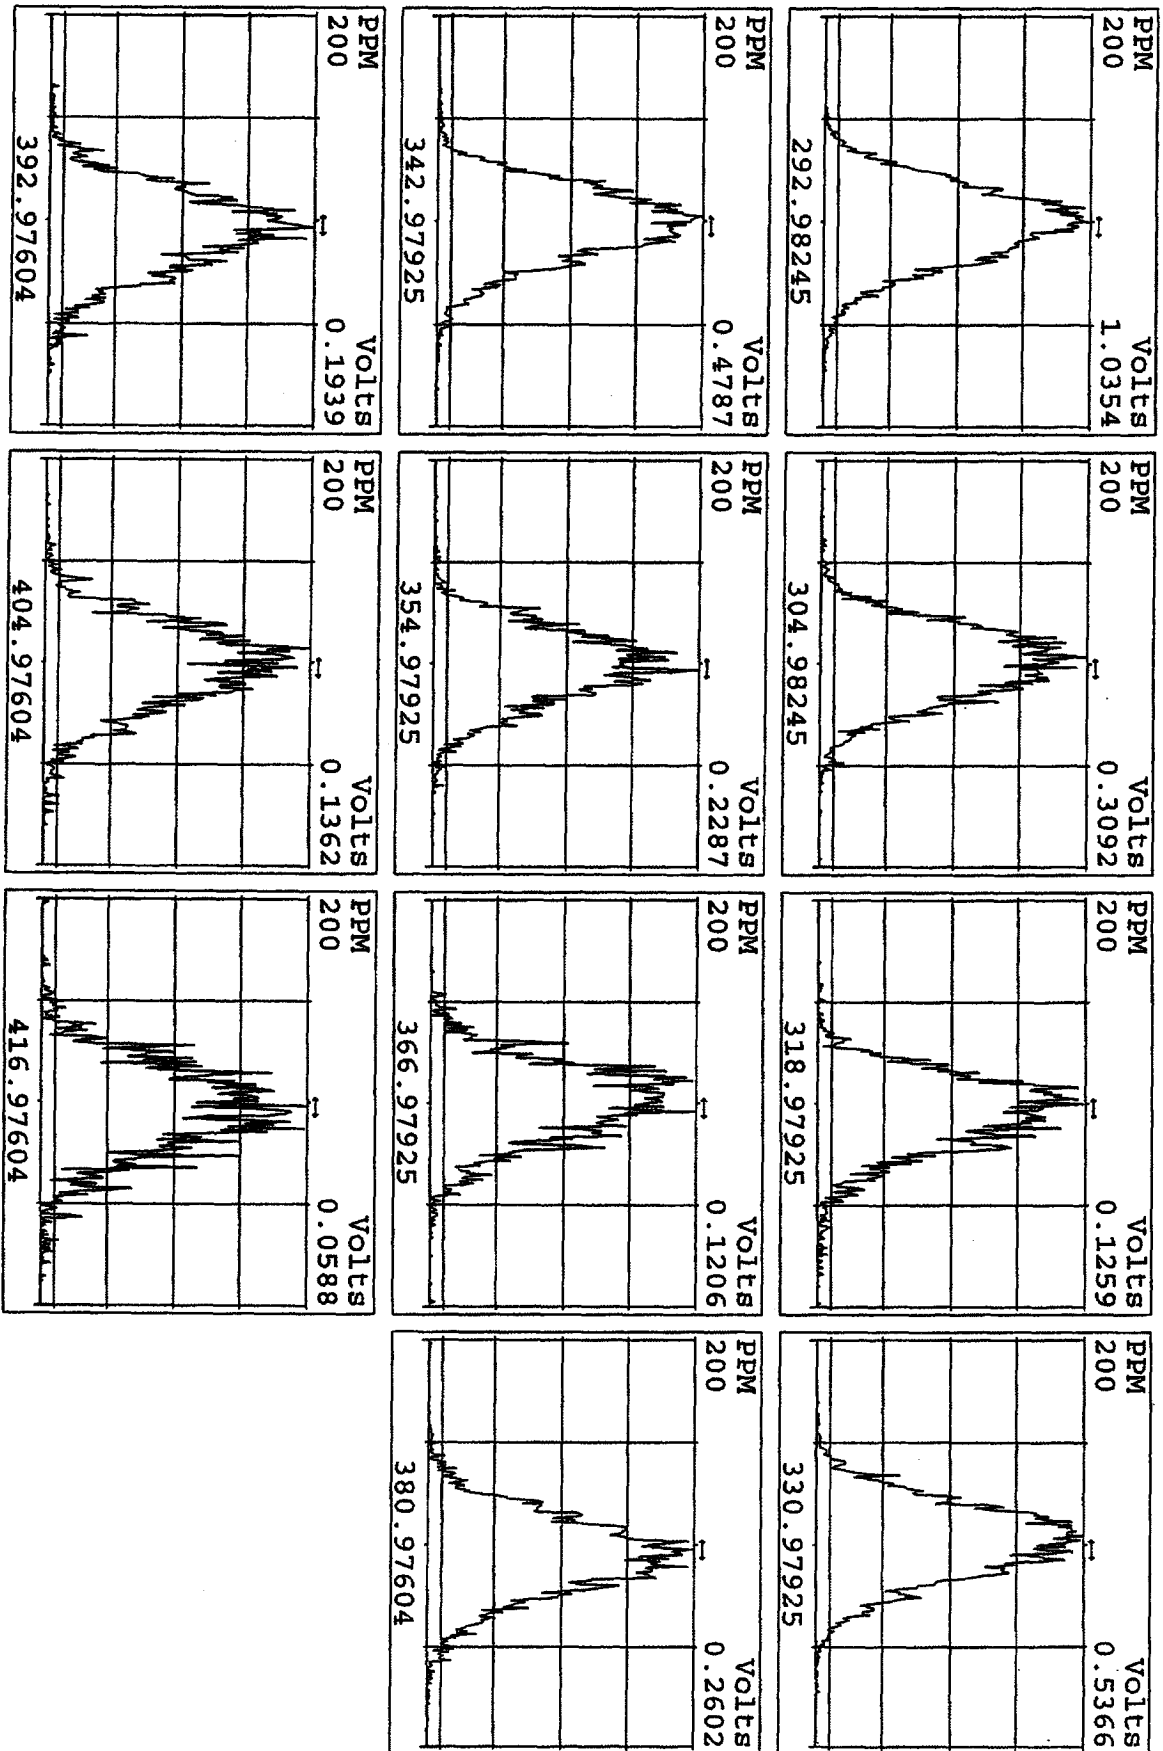 PPM Volts
200 1.0354
292.98245
PPM Volts
200 0.3092
304.98245
PPM Volts
200 0.1259
318.97925
PPM Volts
200 0.5366
330.97925
PPM Volts
200 0.4787
342.97925
PPM Volts
200 0.2287
354.97925
PPM Volts
200 0.1206
366.97925
PPM Volts
200 0.2602
380.97604
PPM Volts
200 0.1939
392.97604
PPM Volts
200 0.1362
404.97604
PPM Volts
200 0.0588
416.97604